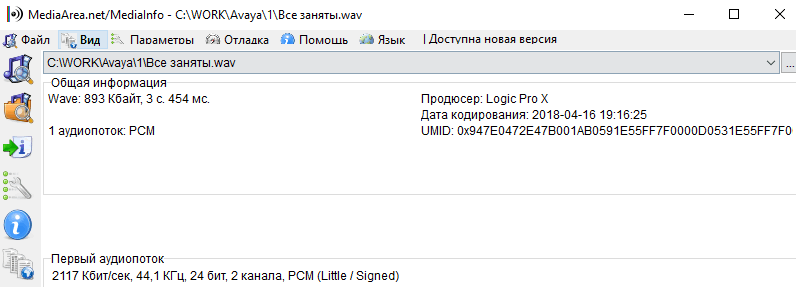 MediaArea.net/MediaInfo - C:\WORK\Avaya\1\Все заняты.wav
Файл Вид Параметры Отладка Помощь Язык | Доступна новая версия
C:\WORK\Avaya\1\Все заняты.wav
...
Общая информация
Wave: 893 Кбайт, 3 с. 454 мс.
Продюсер: Logic Pro X
Дата кодирования: 2018-04-16 19:16:25
1 аудиопоток: PCM
UMID: 0x947E0472E47B001AB0591E55FF7F0000D0531E55FF7F0
Первый аудиопоток
2117 Кбит/сек, 44,1 КГц, 24 бит, 2 канала, PCM (Little / Signed)